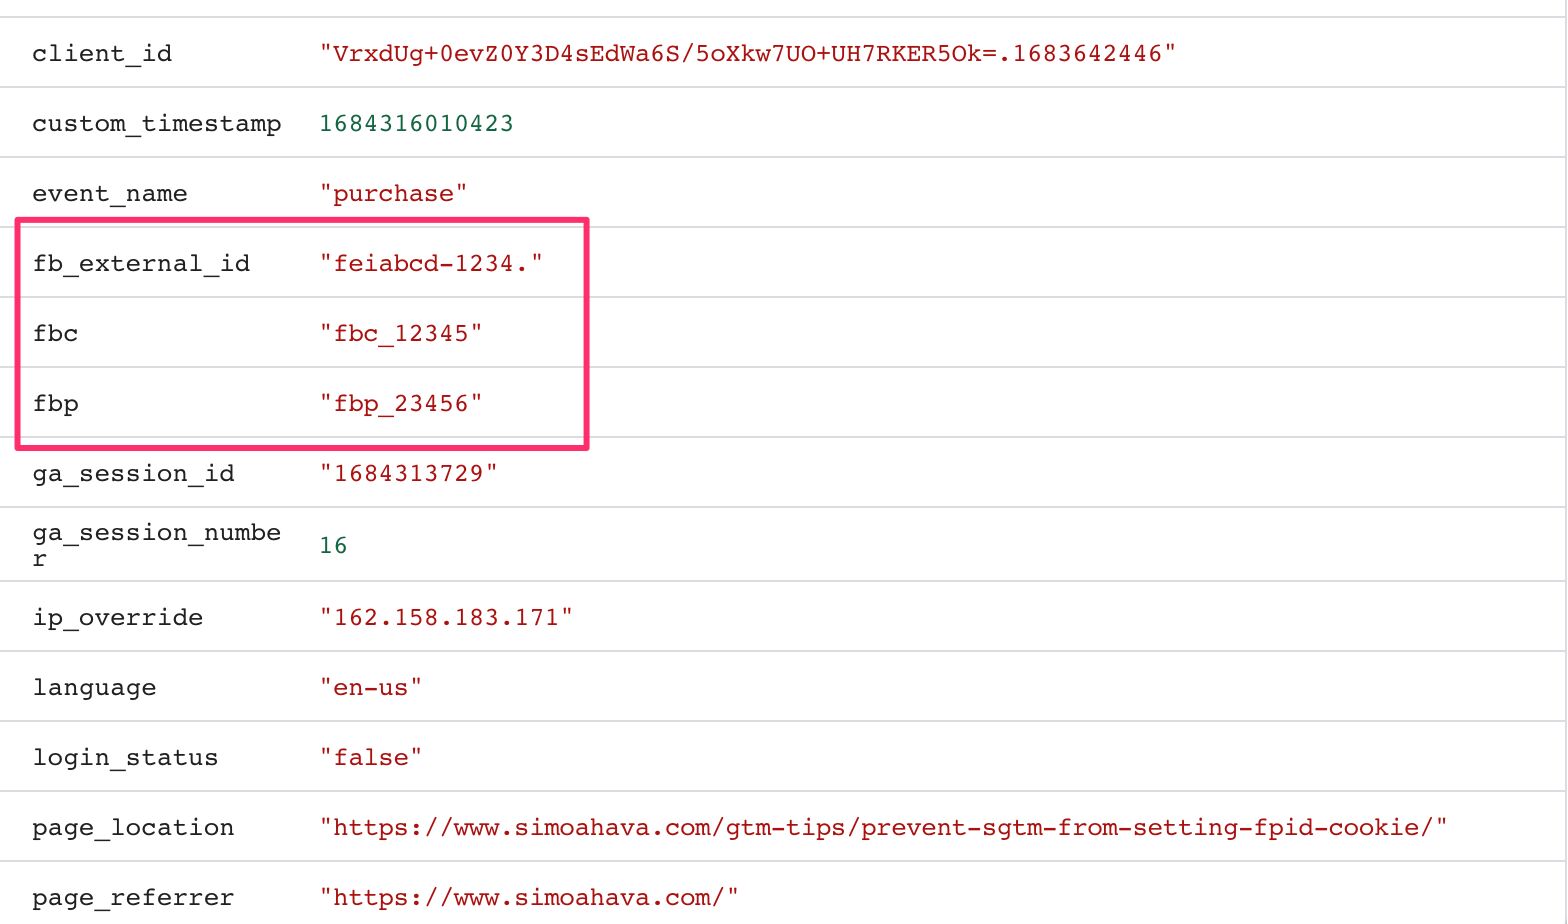 client_id "VrxdUg+0evZ0Y3D4sEdWa6S/5oXkw7UO+UH7RKER5Ok=.1683642446"
custom_timestamp 1684316010423
event_name "purchase"
fb_external_id "feiabcd-1234."
fbc "fbc_12345"
fbp "fbp_23456"
ga_session_id "1684313729"
ga_session_numbe
r 16
ip_override "162.158.183.171"
language "en-us"
login_status "false"
page_location "https://www.simoahava.com/gtm-tips/prevent-sgtm-from-setting-fpid-cookie/"
page_referrer "https://www.simoahava.com/"